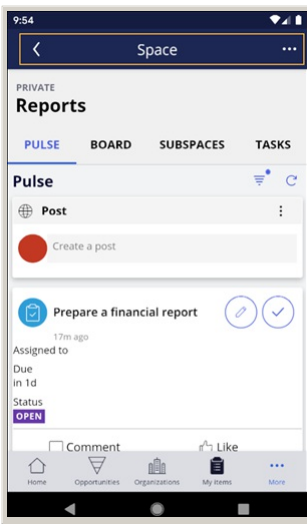 9:54
Space
PRIVATE
Reports
PULSE BOARD SUBSPACES TASKS
Pulse
Post
Create a post
Prepare a financial report
17m ago
Assigned to
Due
in 1d
Status
OPEN
Comment Like
Home Opportunities Organizations My items More